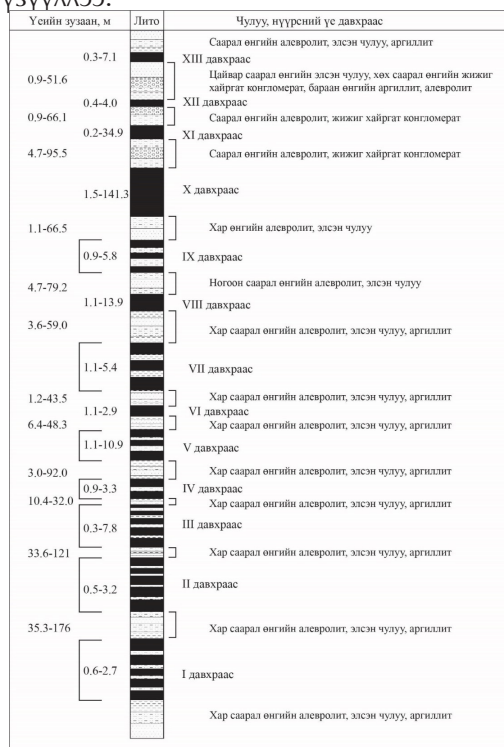 үзүүллээ.
Үеийн зузаан, м Лито Чулуу, нүүрсний үе давхраас
Саарал өнгийн алевролит, элсэн чулуу, аргиллит
0.3-7.1 XIII давхраас
0.9-51.6 Цайвар саарал өнгийн элсэн чулуу, хөх саарал өнгийн жижиг
хайргат конгломерат, бараан өнгийн аргиллит, алевролит
0.4-4.0 XII давхраас
0.9-66.1 Саарал өнгийн алевролит, жижиг хайргат конгломерат
0.2-34.9 XI давхраас
4.7-95.5 Саарал өнгийн алевролит, жижиг хайргат конгломерат
1.5-141.3 X давхраас
1.1-66.5 Хар өнгийн алевролит, элсэн чулуу
0.9-5.8 IX давхраас
4.7-79.2 Ногоон саарал өнгийн алевролит, элсэн чулуу
1.1-13.9 VIII давхраас
3.6-59.0 Хар саарал өнгийн алевролит, элсэн чулуу, аргиллит
1.1-5.4 VII давхраас
1.2-43.5 Хар саарал өнгийн алевролит, элсэн чулуу, аргиллит
1.1-2.9 VI давхраас
6.4-48.3 Хар саарал өнгийн алевролит, элсэн чулуу, аргиллит
1.1-10.9 V давхраас
3.0-92.0 Хар саарал өнгийн алевролит, элсэн чулуу, аргиллит
0.9-3.3 IV давхраас
10.4-32.0 Хар саарал өнгийн алевролит, элсэн чулуу, аргиллит
0.3-7.8 III давхраас
33.6-121 Хар саарал өнгийн алевролит, элсэн чулуу, аргиллит
0.5-3.2 II давхраас
35.3-176 Хар саарал өнгийн алевролит, элсэн чулуу, аргиллит
0.6-2.7 I давхраас
Хар саарал өнгийн алевролит, элсэн чулуу, аргиллит